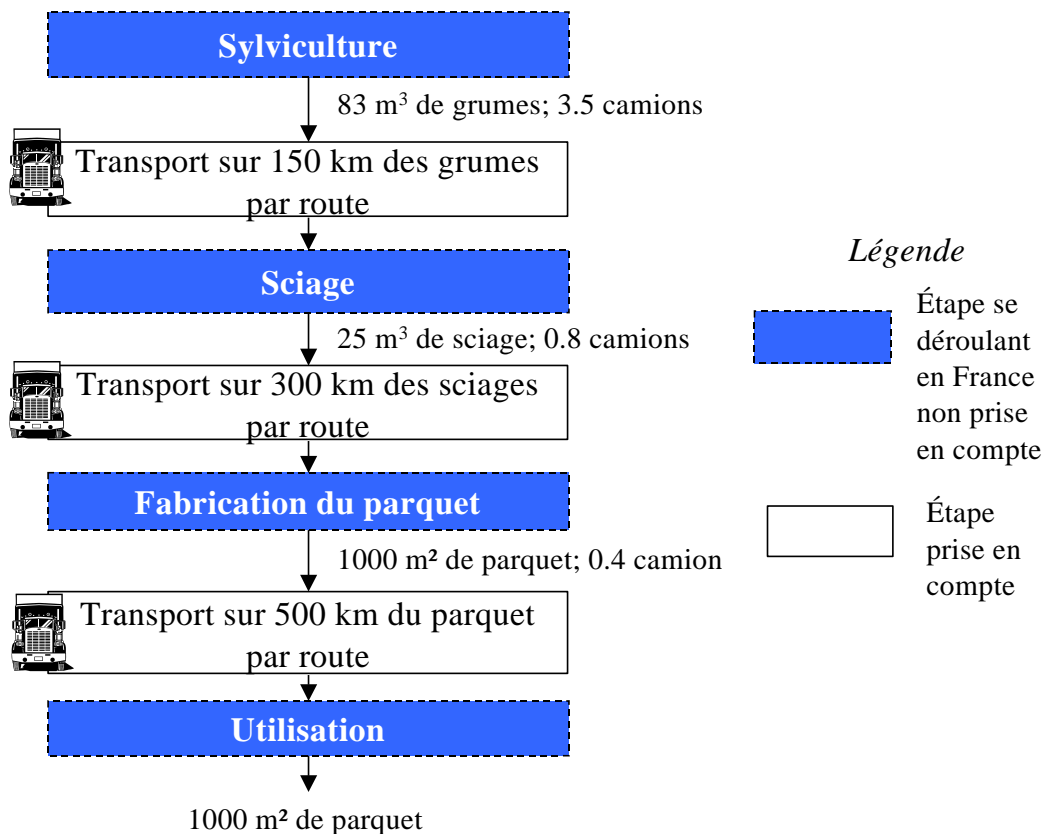 Sylviculture
83 m³ de grumes; 3.5 camions
Transport sur 150 km des grumes
par route
Sciage
25 m³ de sciage; 0.8 camions
Transport sur 300 km des sciages
par route
Fabrication du parquet
1000 m² de parquet; 0.4 camion
Transport sur 500 km du parquet
par route
Utilisation
1000 m² de parquet
Légende
Étape se
déroulant
en France
non prise
en compte
Étape
prise en
compte